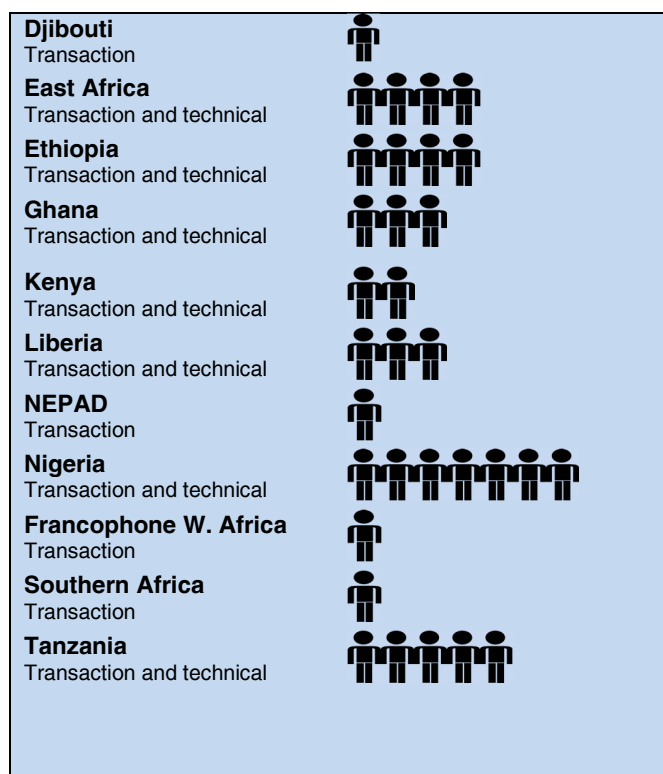 Djibouti
Transaction
East Africa
Transaction and technical
Ethiopia
Transaction and technical
Ghana
Transaction and technical
Kenya
Transaction and technical
Liberia
Transaction and technical
NEPAD
Transaction
Nigeria
Transaction and technical
Francophone W. Africa
Transaction
Southern Africa
Transaction
Tanzania
Transaction and technical